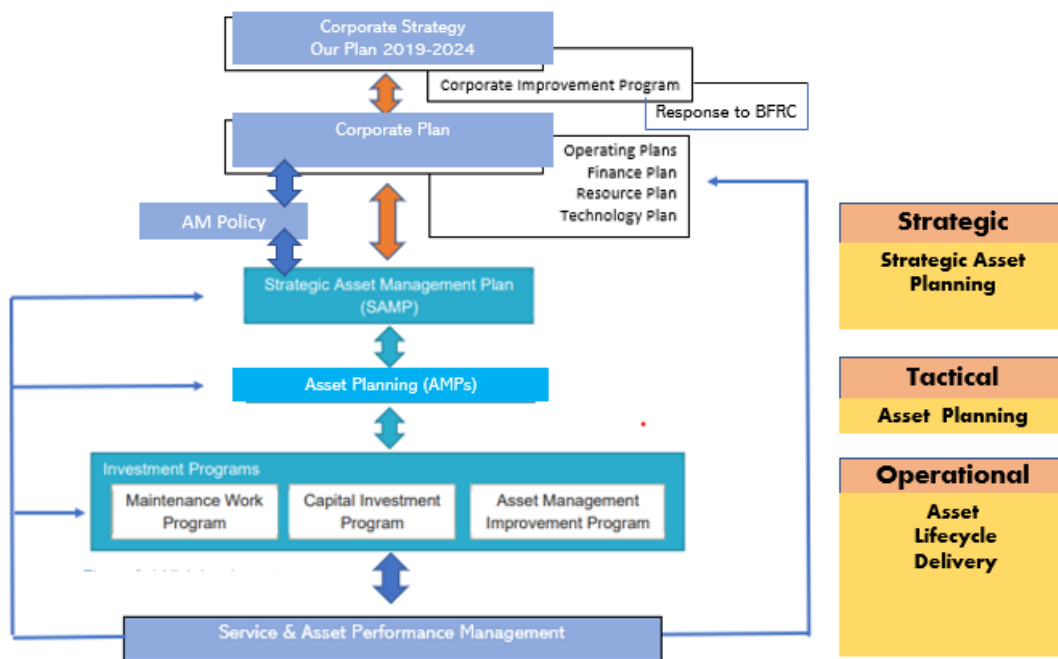 Corporate Strategy
Our Plan 2019-2024
Corporate Improvement Program
Response to BFRC
Corporate Plan
Operating Plans
Finance Plan
Resource Plan
Technology Plan
AM Policy
Strategic Asset Management Plan
(SAMP)
Asset Planning (AMPs)
Investment Programs
Maintenance Work
Program
Capital Investment
Program
Asset Management
Improvement Program
Service & Asset Performance Management
Strategic
Strategic Asset
Planning
Tactical
Asset Planning
Operational
Asset
Lifecycle
Delivery